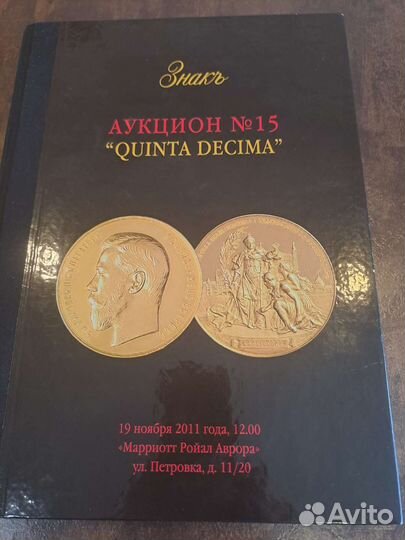 Знакъ
АУКЦИОН №15
“QUINTA DECIMA”
19 ноября 2011 года, 12.00
«Марриотт Ройал Аврора»
ул. Петровка, д. 11/20
Avito